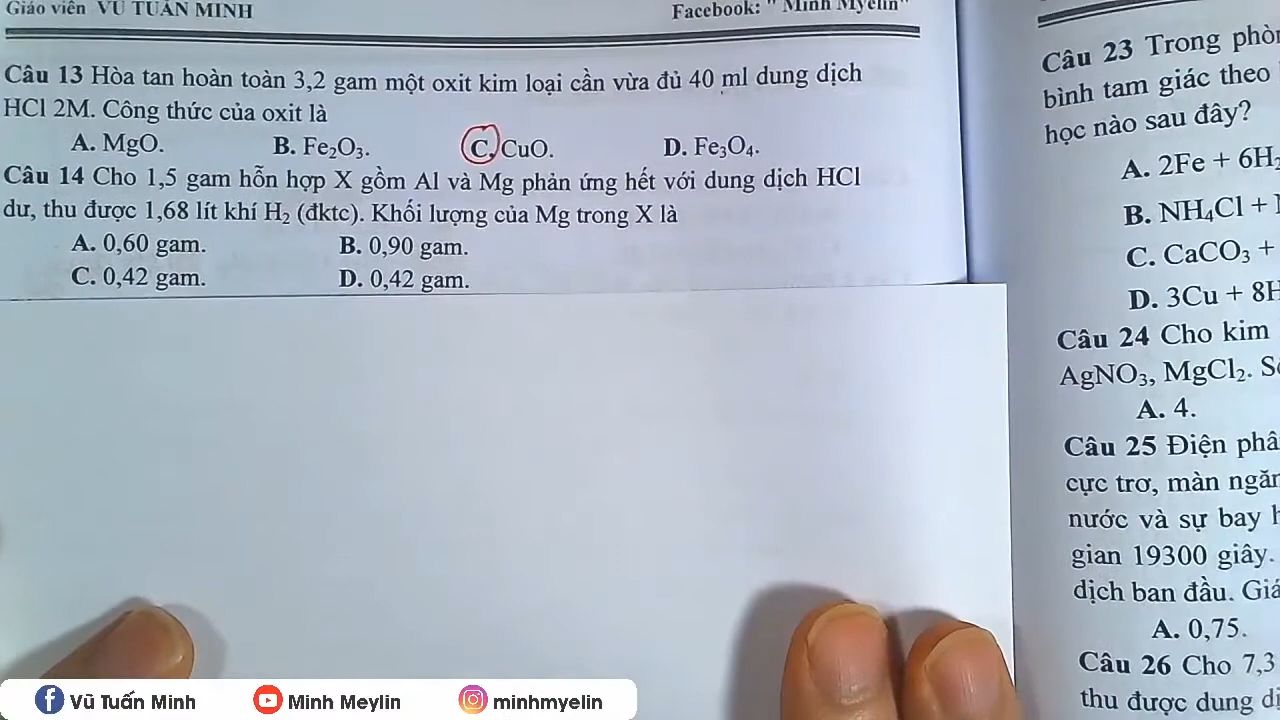 Giáo viên VŨ TUẤN MINH
Facebook: " Minh Myelin"
Câu 13 Hòa tan hoàn toàn 3,2 gam một oxit kim loại cần vừa đủ 40 ml dung dịch
HCl 2M. Công thức của oxit là
A. MgO. B. Fe₂O₃. C. CuO. D. Fe₃O₄.
Câu 14 Cho 1,5 gam hỗn hợp X gồm Al và Mg phản ứng hết với dung dịch HCl
dư, thu được 1,68 lít khí H₂ (đktc). Khối lượng của Mg trong X là
A. 0,60 gam. B. 0,90 gam.
C. 0,42 gam. D. 0,42 gam.
Câu 23 Trong
bình tam giác theo
học nào sau đây?
A. 2Fe + 6H₂
B. NH₄Cl +
C. CaCO₃ +
D. 3Cu + 8H
Câu 24 Cho kim
AgNO₃, MgCl₂.
A. 4.
Câu 25 Điện
cực trơ, màn
nước và sự bay
gian 19300 giây.
dịch ban đầu.
A. 0,75.
Câu 26 Cho 7,3
thu được dung
Vũ Tuấn Minh
Minh Meylin
minhmyelin